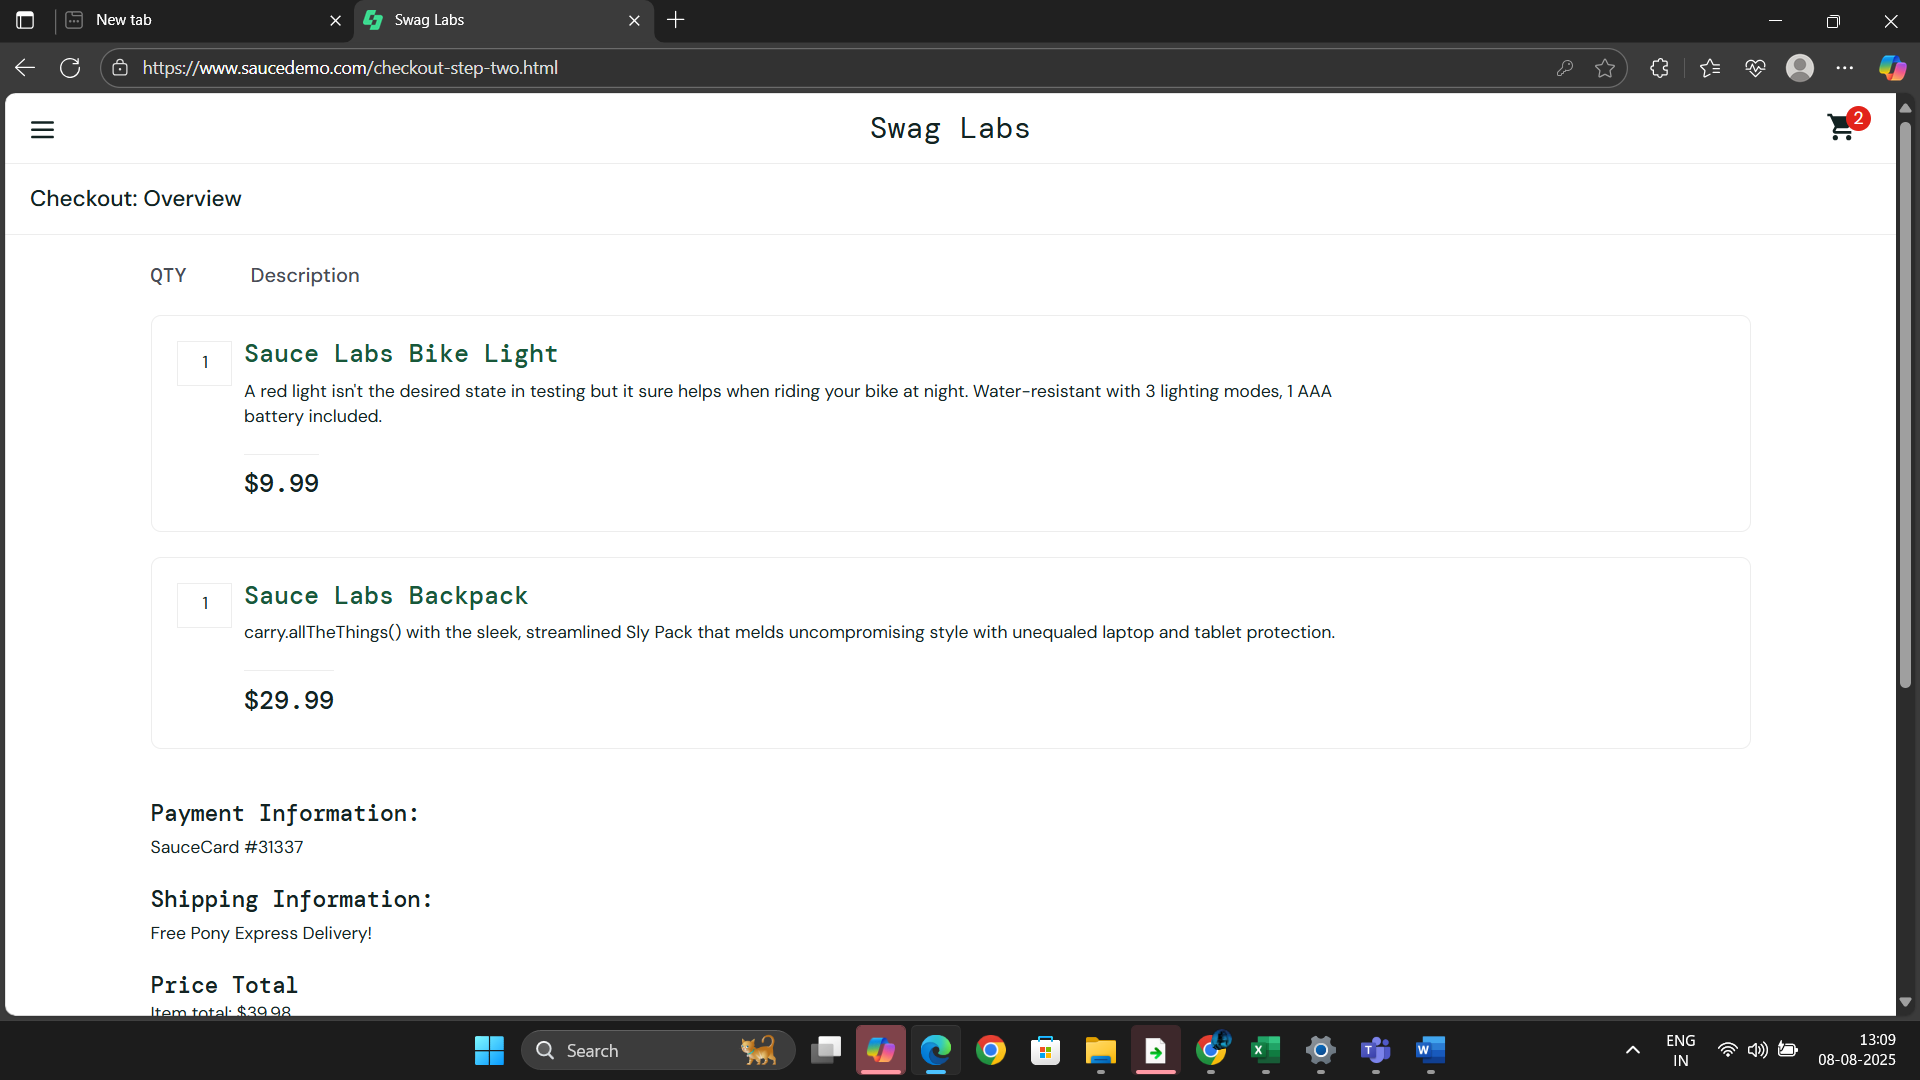 New tab
Swag Labs
https://www.saucedemo.com/checkout-step-two.html
Swag Labs
2
Checkout: Overview
QTY Description
1 Sauce Labs Bike Light
A red light isn't the desired state in testing but it sure helps when riding your bike at night. Water-resistant with 3 lighting modes, 1 AAA
battery included.
$9.99
1 Sauce Labs Backpack
carry.allTheThings() with the sleek, streamlined Sly Pack that melds uncompromising style with unequaled laptop and tablet protection.
$29.99
Payment Information:
SauceCard #31337
Shipping Information:
Free Pony Express Delivery!
Price Total
Item total: $39.98
Search
ENG
IN
13:09
08-08-2025